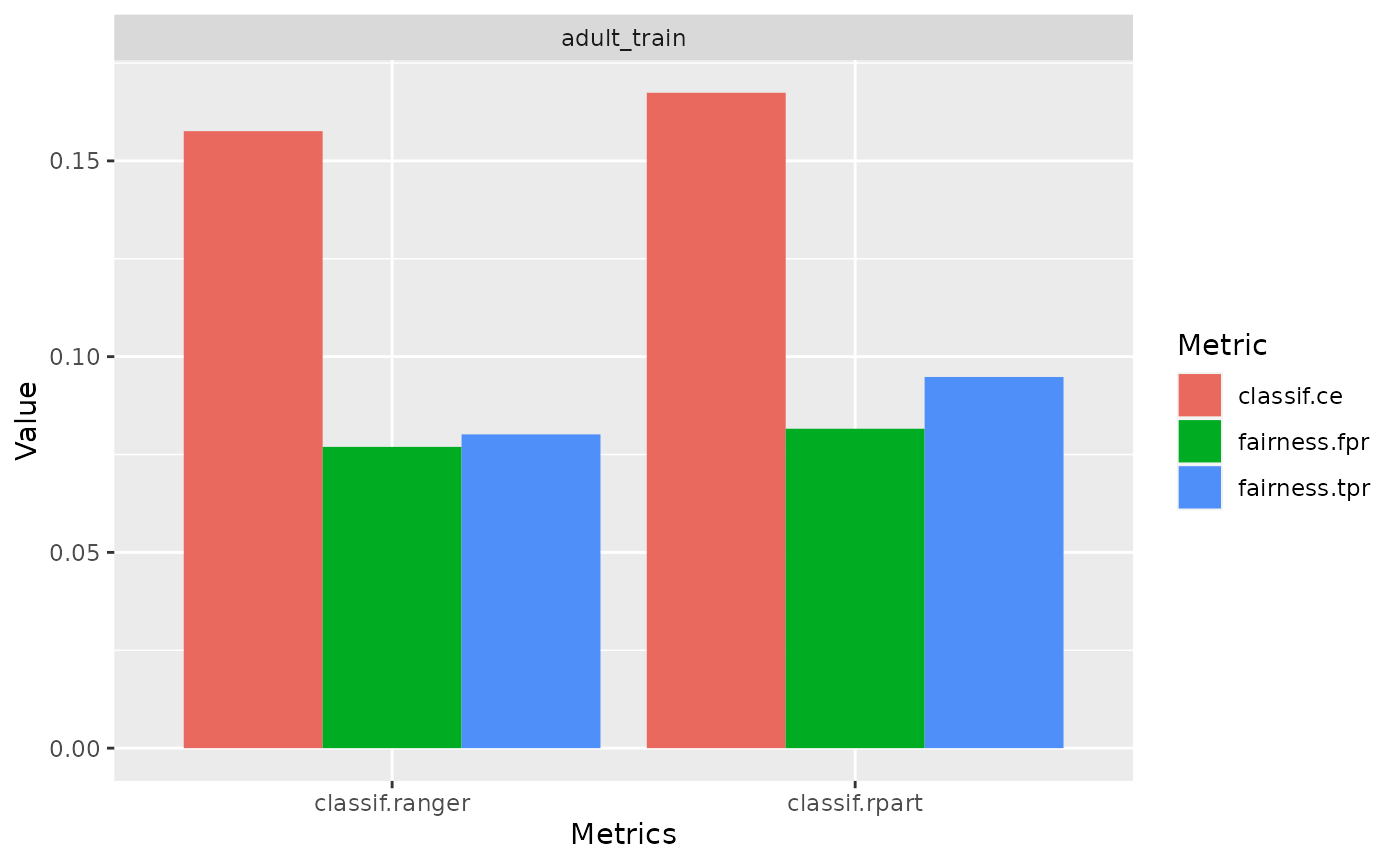 adult_train
0.15
0.10
0.05
0.00
Value
classif.ranger
classif.rpart
Metrics
Metric
classif.ce
fairness.fpr
fairness.tpr